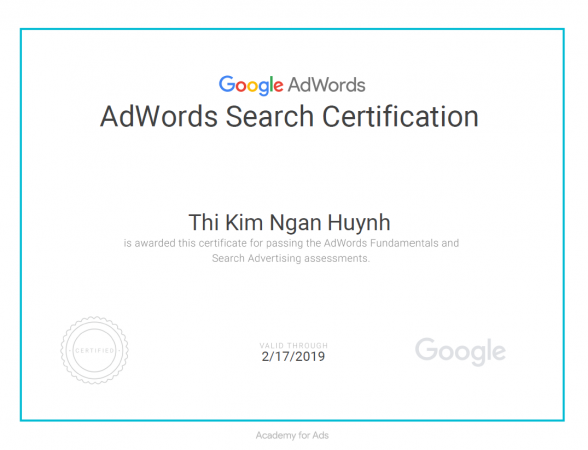 Google AdWords
AdWords Search Certification
Thi Kim Ngan Huynh
is awarded this certificate for passing the AdWords Fundamentals and
Search Advertising assessments.
CERTIFIED
VALID THROUGH
2/17/2019
Google
Academy for Ads